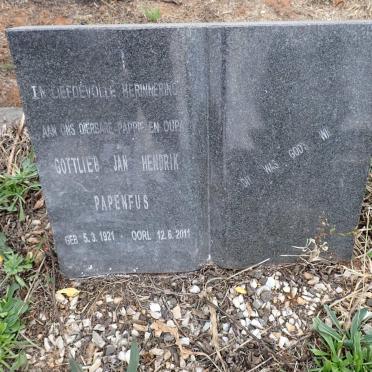 IN LIEFDEVOLLE HERINNERING
AAN ONS DIERBARE PAPPIE EN OUPA
GOTTLIEB JAN HENDRIK
PAPENFUS
GEB 5.3.1921 - OORL 12.6.2011
DIT WAS GOD'S WIL